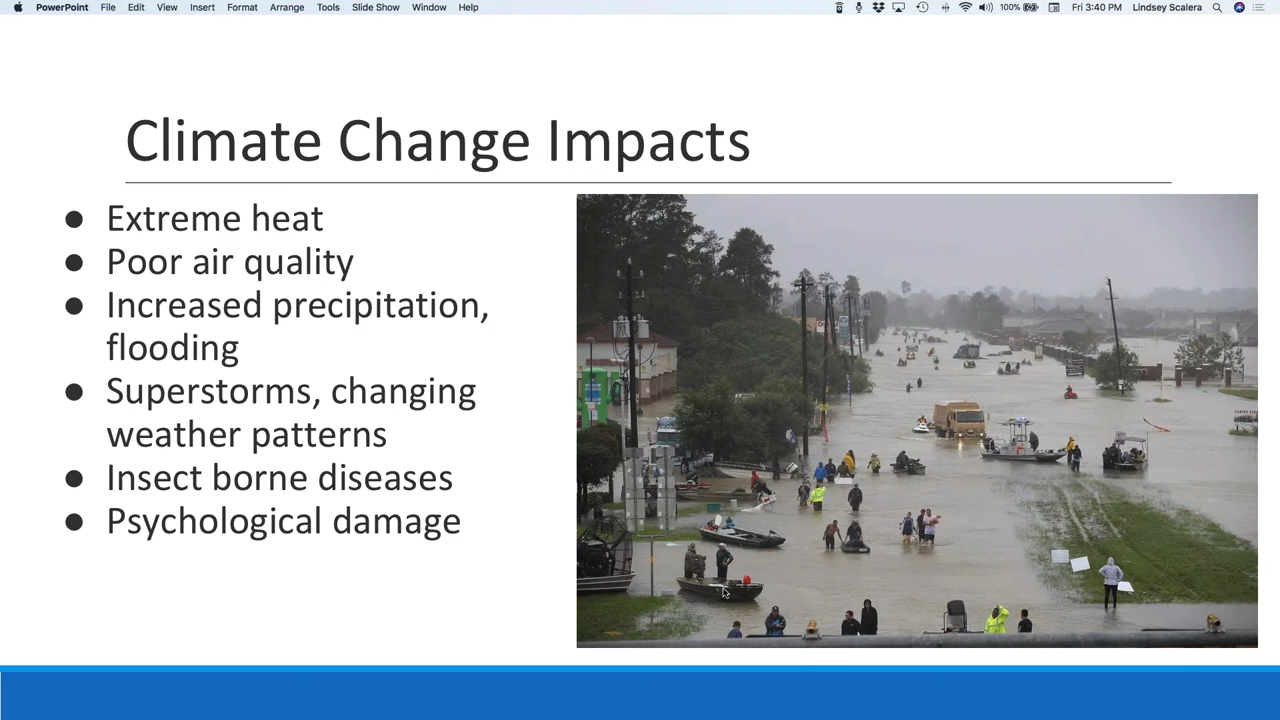 PowerPoint File Edit View Insert Format Arrange Tools Slide Show Window Help 100% Fri 3:40 PM Lindsey Scalera
Climate Change Impacts
● Extreme heat
● Poor air quality
● Increased precipitation,
flooding
● Superstorms, changing
weather patterns
● Insect borne diseases
● Psychological damage